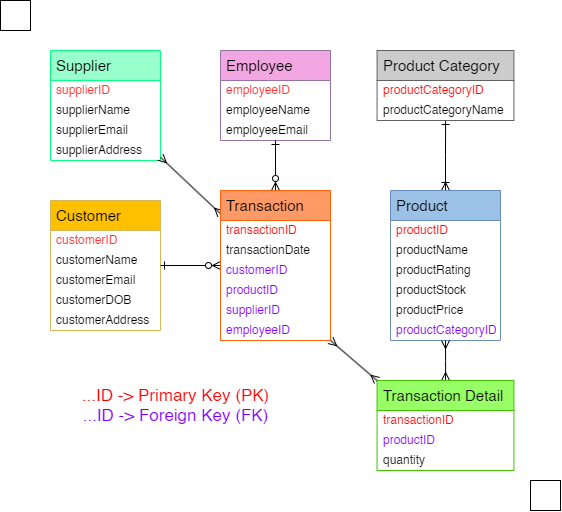 Supplier
supplierID
supplierName
supplierEmail
supplierAddress
Employee
employeeID
employeeName
employeeEmail
Product Category
productCategoryID
productCategoryName
Customer
customerID
customerName
customerEmail
customerDOB
customerAddress
Transaction
transactionID
transactionDate
customerID
productID
supplierID
employeeID
Product
productID
productName
productRating
productStock
productPrice
productCategoryID
...ID -> Primary Key (PK)
...ID -> Foreign Key (FK)
Transaction Detail
transactionID
productID
quantity